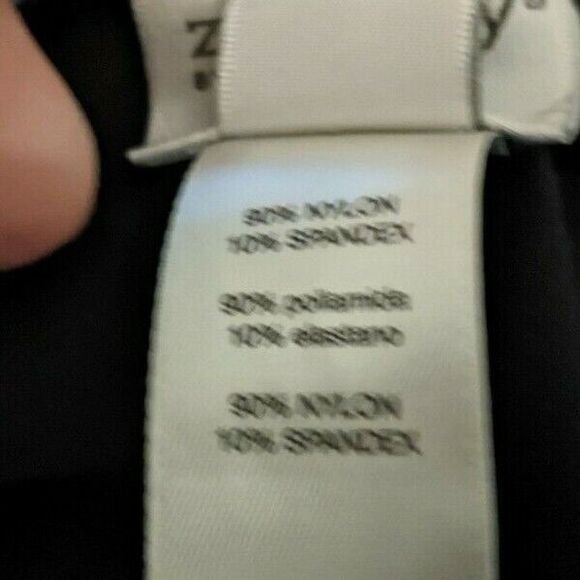 90% NYLON
10% SPANDEX
90% poliamida
10% elastano
90% NYLON
10% SPANDEX